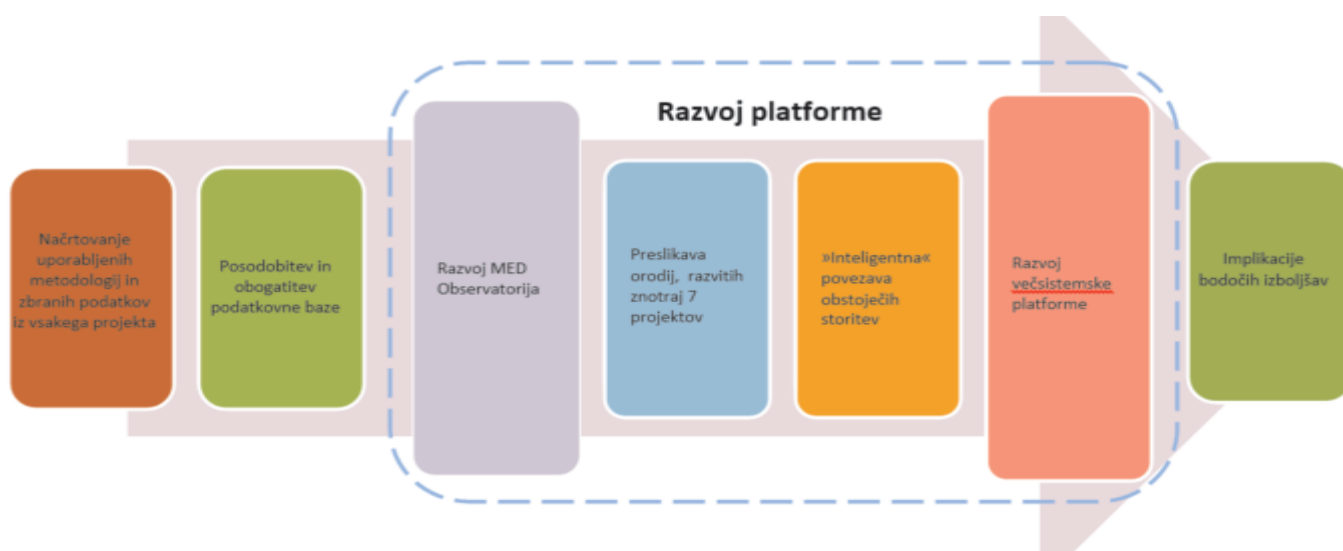 Razvoj platforme
Načrtovanje
uporabljenih
metodologij in
zbranih podatkov
iz vsakega projekta
Posodobitev in
obogatitev
podatkovne baze
Razvoj MED
Observatorija
Preslikava
orodij, razvitih
znotraj 7
projektov
»Inteligentna«
povezava
obstoječih
storitev
Razvoj
večsistemske
platforme
Implikacije
bodočih izboljšav